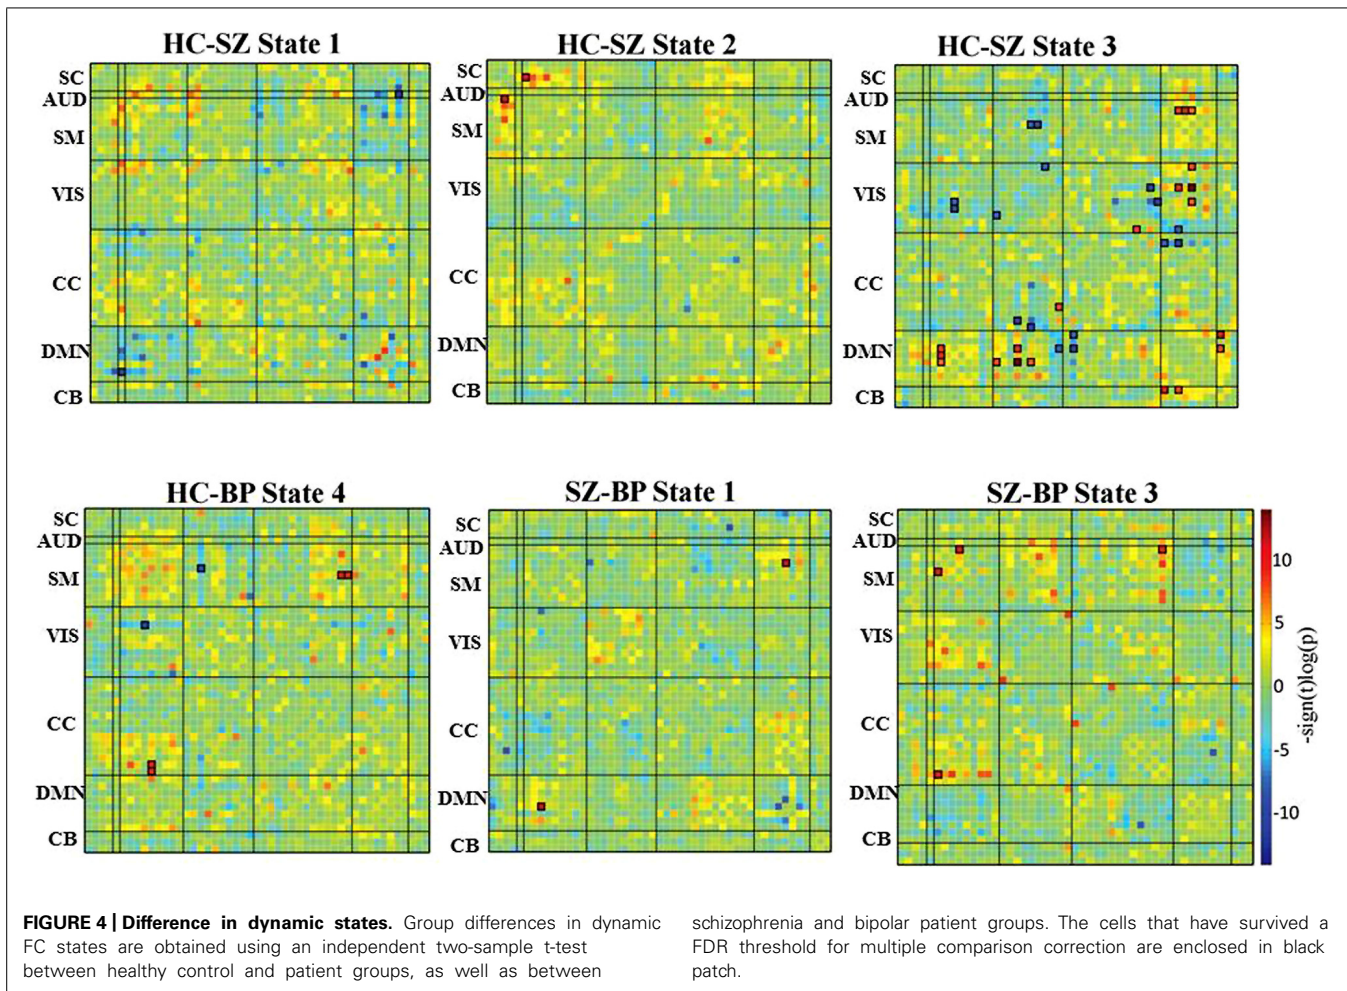 HC-SZ State 1
HC-SZ State 2
HC-SZ State 3
SC
AUD
SM
VIS
CC
DMN
CB
SC
AUD
SM
VIS
CC
DMN
CB
SC
AUD
SM
VIS
CC
DMN
CB
HC-BP State 4
SZ-BP State 1
SZ-BP State 3
SC
AUD
SM
VIS
CC
DMN
CB
SC
AUD
SM
VIS
CC
DMN
CB
SC
AUD
SM
VIS
CC
DMN
CB
10
5
0
-5
-10
-sign(t)log(p)
FIGURE 4 | Difference in dynamic states. Group differences in dynamic
FC states are obtained using an independent two-sample t-test
between healthy control and patient groups, as well as between
schizophrenia and bipolar patient groups. The cells that have survived a
FDR threshold for multiple comparison correction are enclosed in black
patch.